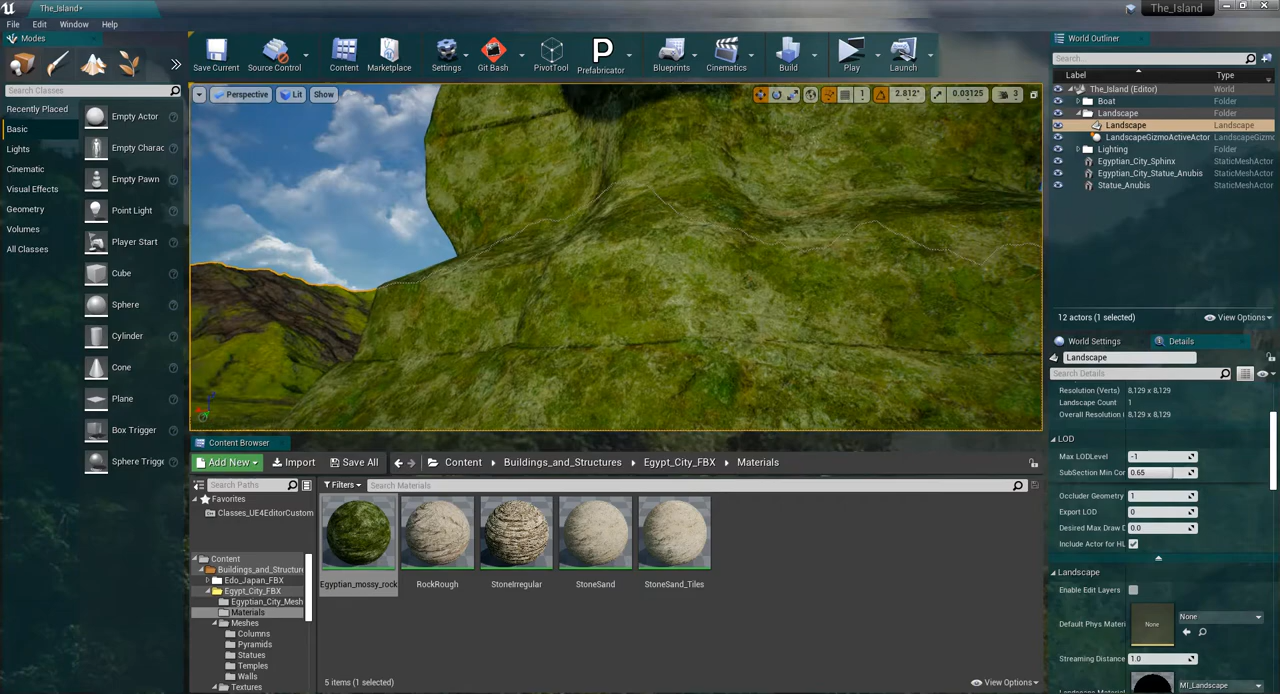 The_Island*
The_Island
File
Edit
Window
Help
Modes
World Outliner
Save Current
Source Control
Content
Marketplace
Settings
Git Bash
PivotTool
Prefabricator
Blueprints
Cinematics
Build
Play
Launch
Search...
Label
Type
Search Classes
Recently Placed
Basic
Lights
Cinematic
Visual Effects
Geometry
Volumes
All Classes
Empty Actor
Empty Charac
Empty Pawn
Point Light
Player Start
Cube
Sphere
Cylinder
Cone
Plane
Box Trigger
Sphere Trigge
Perspective
Lit
Show
1
2.812°
0.03125
3
The_Island (Editor)
World
Boat
Folder
Landscape
Folder
Landscape
Landscape
LandscapeGizmoActiveActor
LandscapeGizmo
Lighting
Folder
Egyptian_City_Sphinx
StaticMeshActor
Egyptian_City_Statue_Anubis
StaticMeshActor
Statue_Anubis
StaticMeshActor
12 actors (1 selected)
View Options
World Settings
Details
Landscape
Search Details
Resolution (Verts)
8,129 x 8,129
Landscape Count
1
Overall Resolution (
8,129 x 8,129
LOD
Max LODLevel
-1
SubSection Min Cor
0.65
Occluder Geometry
1
Export LOD
0
Desired Max Draw D
0.0
Include Actor for HL
Landscape
Enable Edit Layers
Default Phys Materi
None
None
Streaming Distance
1.0
MI_Landscape
Content Browser
Add New
Import
Save All
Content
Buildings_and_Structures
Egypt_City_FBX
Materials
Search Paths
Filters
Search Materials
Favorites
Classes_UE4EditorCustom
Content
Buildings_and_Structure
Edo_Japan_FBX
Egypt_City_FBX
Egyptian_City_Mesh
Materials
Meshes
Columns
Pyramids
Statues
Temples
Walls
Textures
Egyptian_mossy_rock
RockRough
StoneIrregular
StoneSand
StoneSand_Tiles
5 items (1 selected)
View Options